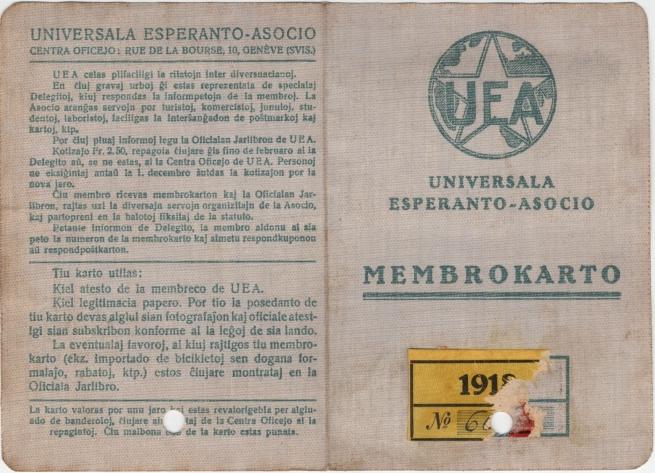 UNIVERSALA ESPERANTO-ASOCIO
CENTRA OFICEJO: RUE DE LA BOURSE, 10, GENÈVE (SVIS.)
UEA celas plifaciligi la rilatojn inter diversnacianoj.
En ĉiuj gravaj urboj ĝi estas reprezentata de specialaj
Delegitoj, kiuj respondas la informpetojn de la membroj. La
Asocio aranĝas servojn por turistoj, komercistoj, junuloj, stu-
dentoj, laboristoj, faciligas la interŝanĝadon de poŝtmarkoj kaj
kartoj, ktp.
Por ĉiuj pluaj informoj legu la Oficialan Jarlibron de UEA.
Kotizaĵo Fr. 2.50, repagota ĉiujare ĝis fino de februaro al la
Delegito aŭ, se ne estas, al la Centra Oficejo de UEA. Personoj
ne eksiĝintaj antaŭ la 1. decembro ŝuldas la kotizaĵon por la
nova jaro.
Ĉiu membro ricevas membrokarton kaj la Oficialan Jar-
libron, rajtas uzi la diversajn servojn organizitajn de la Asocio,
kaj partopreni en la balotoj fiksitaj de la statuto.
Petante informon de Delegito, la membro aldonu al sia
peto la numeron de la membrokarto kaj almetu respondkuponon
aŭ respondpoŝtkarton.
Tiu karto utilas:
Kiel atesto de la membreco de UEA.
Kiel legitimacia papero. Por tio la posedanto de
tiu karto devas alglui sian fotografaĵon kaj oficiale atest-
igi sian subskribon konforme al la leĝoj de sia lando.
La eventualaj favoroj, al kiuj rajtigos tiu membro-
karto (ekz. importado de bicikletoj sen dogana for-
malaĵo, rabatoj, ktp.) estos ĉiujare montrataj en la
Oficiala Jarlibro.
La karto valoras por unu jaro kaj estas revalorigebla per alglu-
ado de banderoloj, ĉiujare de la Centra Oficejo al la
repagintoj. Ĉiu malbona uzo de la karto estas punata.
UEA
UNIVERSALA
ESPERANTO-ASOCIO
MEMBROKARTO
1918
№